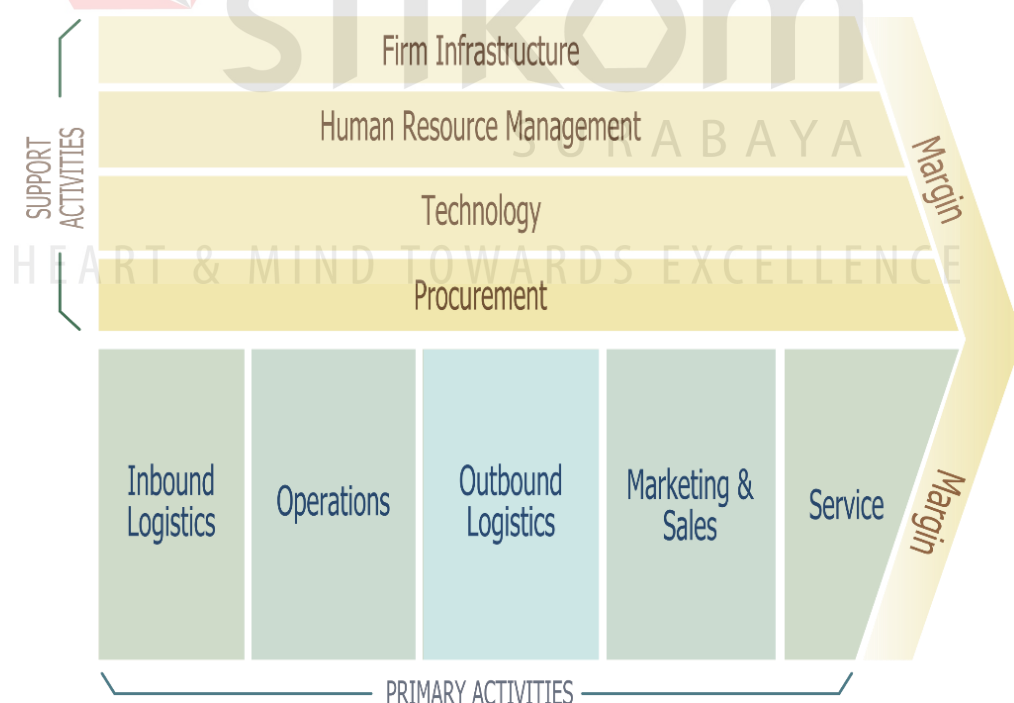 stikom
SURABAYA
HEART & MIND TOWARDS EXCELLENCE
SUPPORT
ACTIVITIES
Firm Infrastructure
Human Resource Management
Technology
Procurement
Margin
Inbound
Logistics
Operations
Outbound
Logistics
Marketing &
Sales
Service
Margin
PRIMARY ACTIVITIES